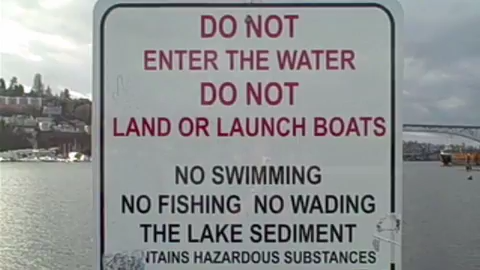 DO NOT
ENTER THE WATER
DO NOT
LAND OR LAUNCH BOATS
NO SWIMMING
NO FISHING NO WADING
THE LAKE SEDIMENT
NTAINS HAZARDOUS SUBSTANCES